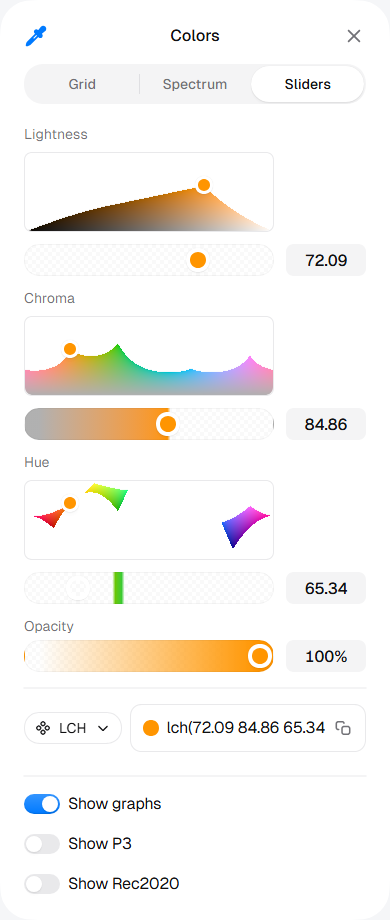 Colors
Grid
Spectrum
Sliders
Lightness
72.09
Chroma
84.86
Hue
65.34
Opacity
100%
LCH
lch(72.09 84.86 65.34
Show graphs
Show P3
Show Rec2020